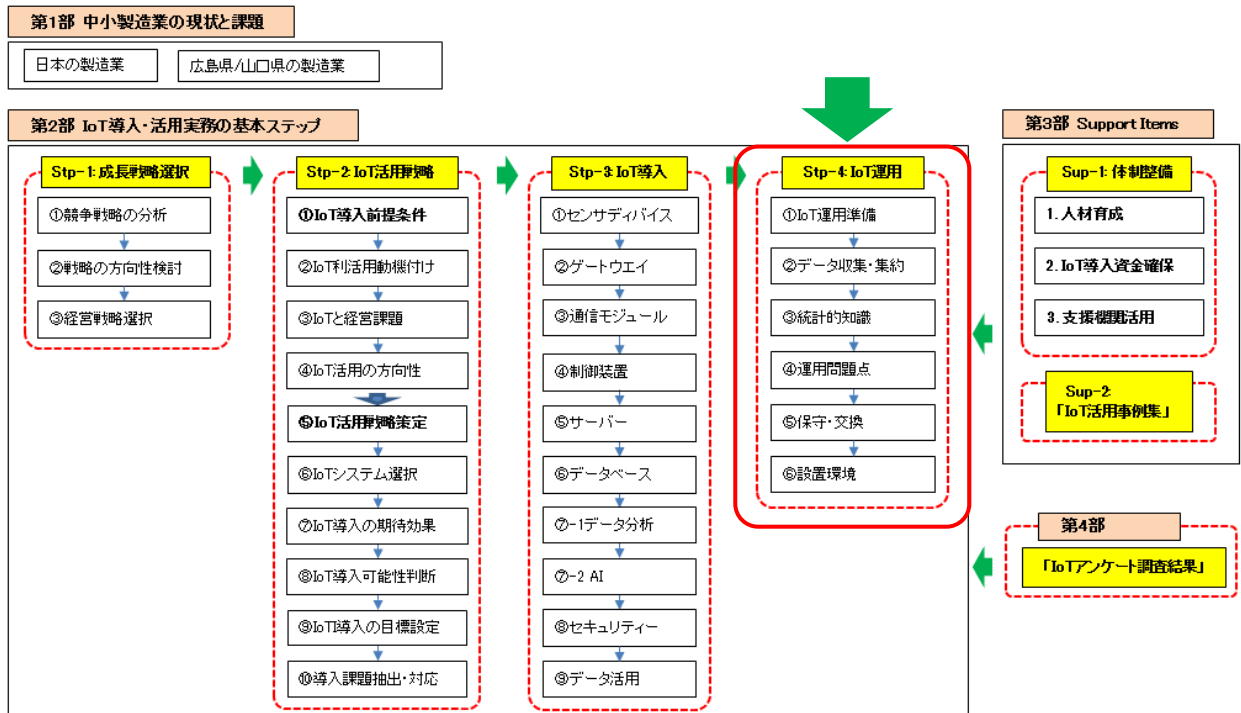 第1部 中小製造業の現状と課題
日本の製造業
広島県/山口県の製造業
第2部 IoT導入・活用実務の基本ステップ
Stp-1:成長戦略選択
①競争戦略の分析
②戦略の方向性検討
③経営戦略選択
Stp-2:IoT活用戦略
①IoT導入前提条件
②IoT利活用動機付け
③IoTと経営課題
④IoT活用の方向性
⑤IoT活用戦略策定
⑥IoTシステム選択
⑦IoT導入の期待効果
⑧IoT導入可能性判断
⑨IoT導入の目標設定
⑩導入課題抽出・対応
Stp-3:IoT導入
①センサデバイス
②ゲートウエイ
③通信モジュール
④制御装置
⑤サーバー
⑥データベース
⑦-1データ分析
⑦-2 AI
⑧セキュリティー
⑨データ活用
Stp-4:IoT運用
①IoT運用準備
②データ収集・集約
③統計的知識
④運用問題点
⑤保守・交換
⑥設置環境
第3部 Support Items
Sup-1:体制整備
1.人材育成
2.IoT導入資金確保
3.支援機関活用
Sup-2:
「IoT活用事例集」
第4部
「IoTアンケート調査結果」